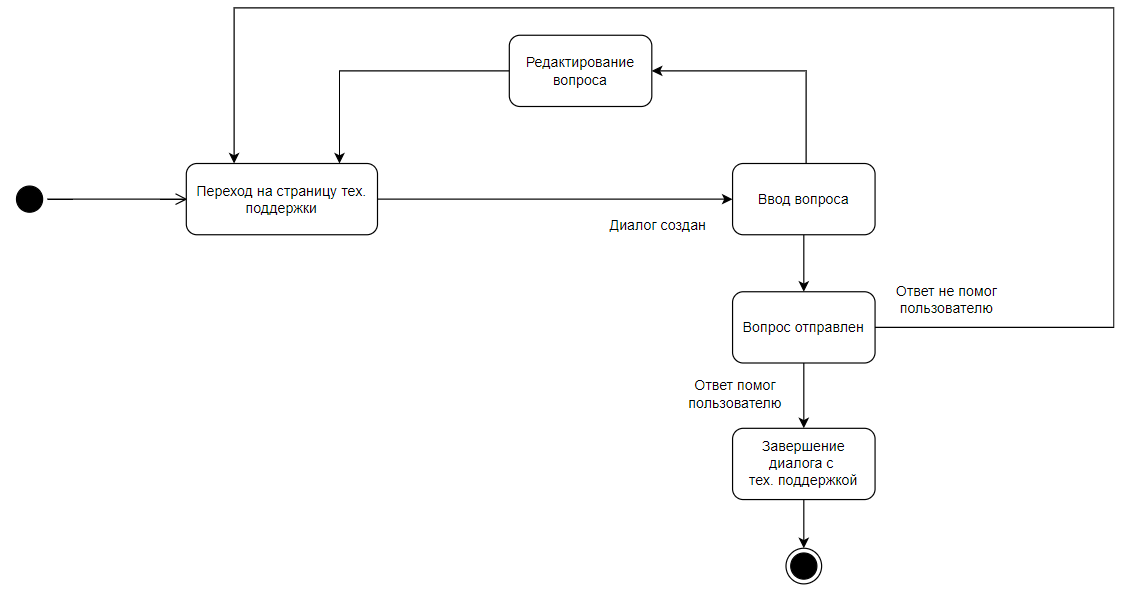 Редактирование
вопроса
Переход на страницу тех.
поддержки
Ввод вопроса
Диалог создан
Ответ не помог
пользователю
Вопрос отправлен
Ответ помог
пользователю
Завершение
диалога с
тех. поддержкой